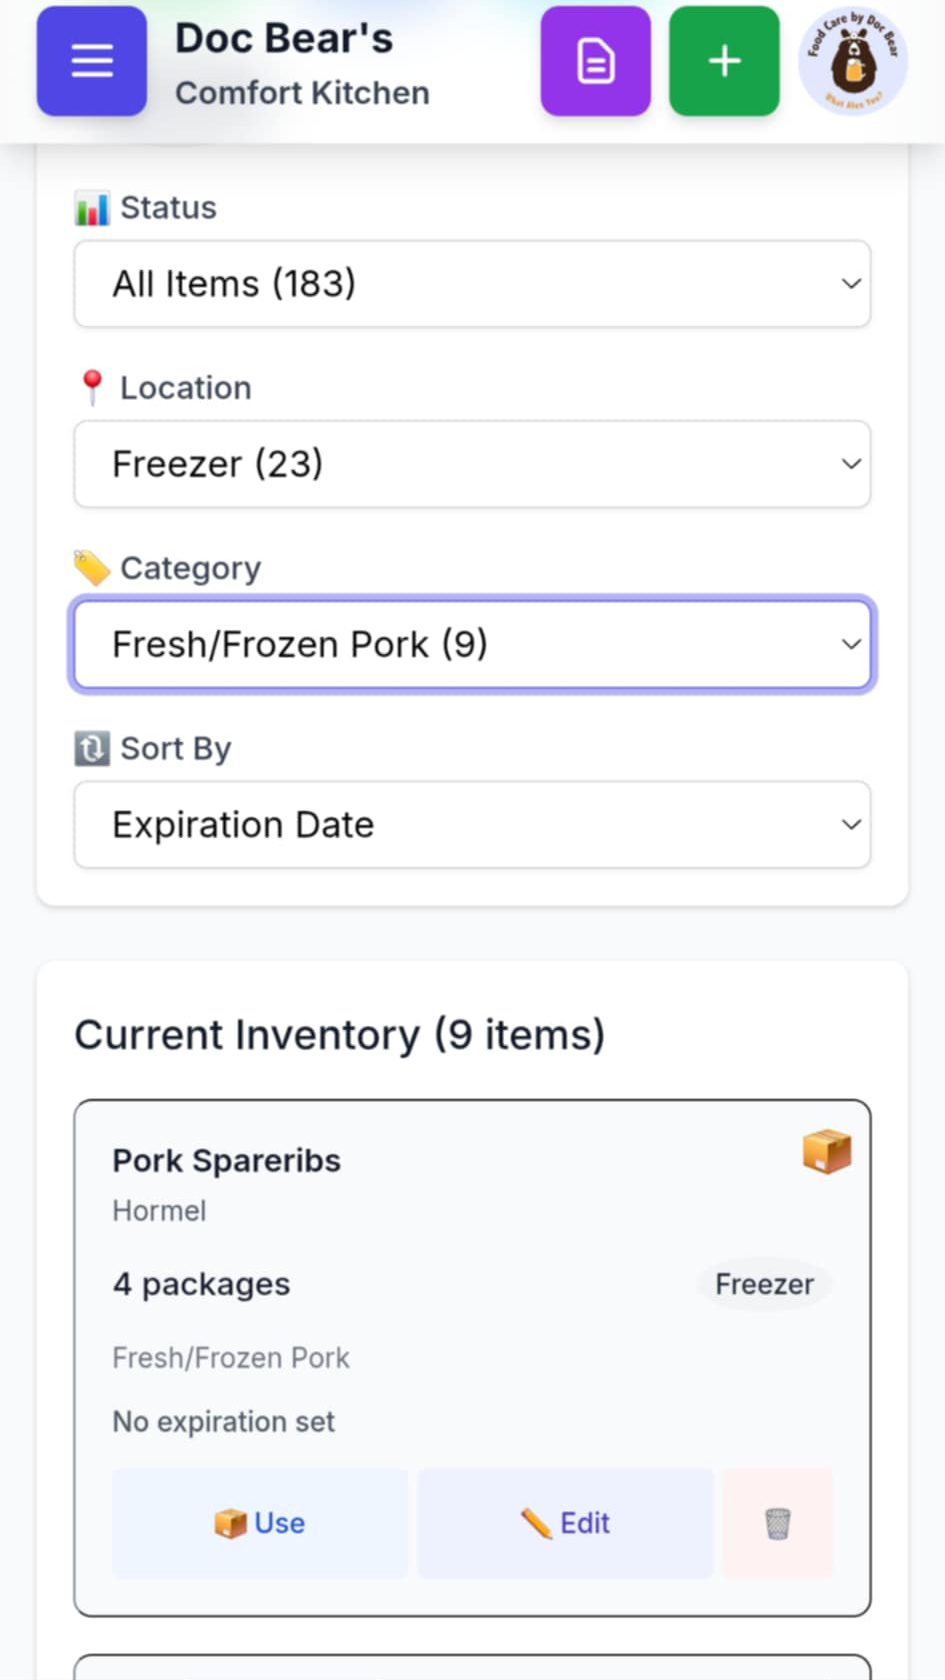 Doc Bear's
Comfort Kitchen
Food Care by Doc Bear
What Ales You?
Status
All Items (183)
Location
Freezer (23)
Category
Fresh/Frozen Pork (9)
Sort By
Expiration Date
Current Inventory (9 items)
Pork Spareribs
Hormel
4 packages
Freezer
Fresh/Frozen Pork
No expiration set
Use
Edit